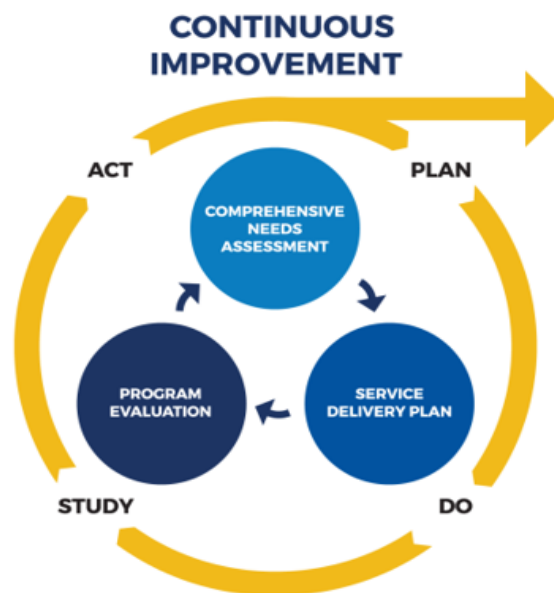 CONTINUOUS
IMPROVEMENT
ACT
PLAN
COMPREHENSIVE
NEEDS
ASSESSMENT
PROGRAM
EVALUATION
SERVICE
DELIVERY PLAN
STUDY
DO